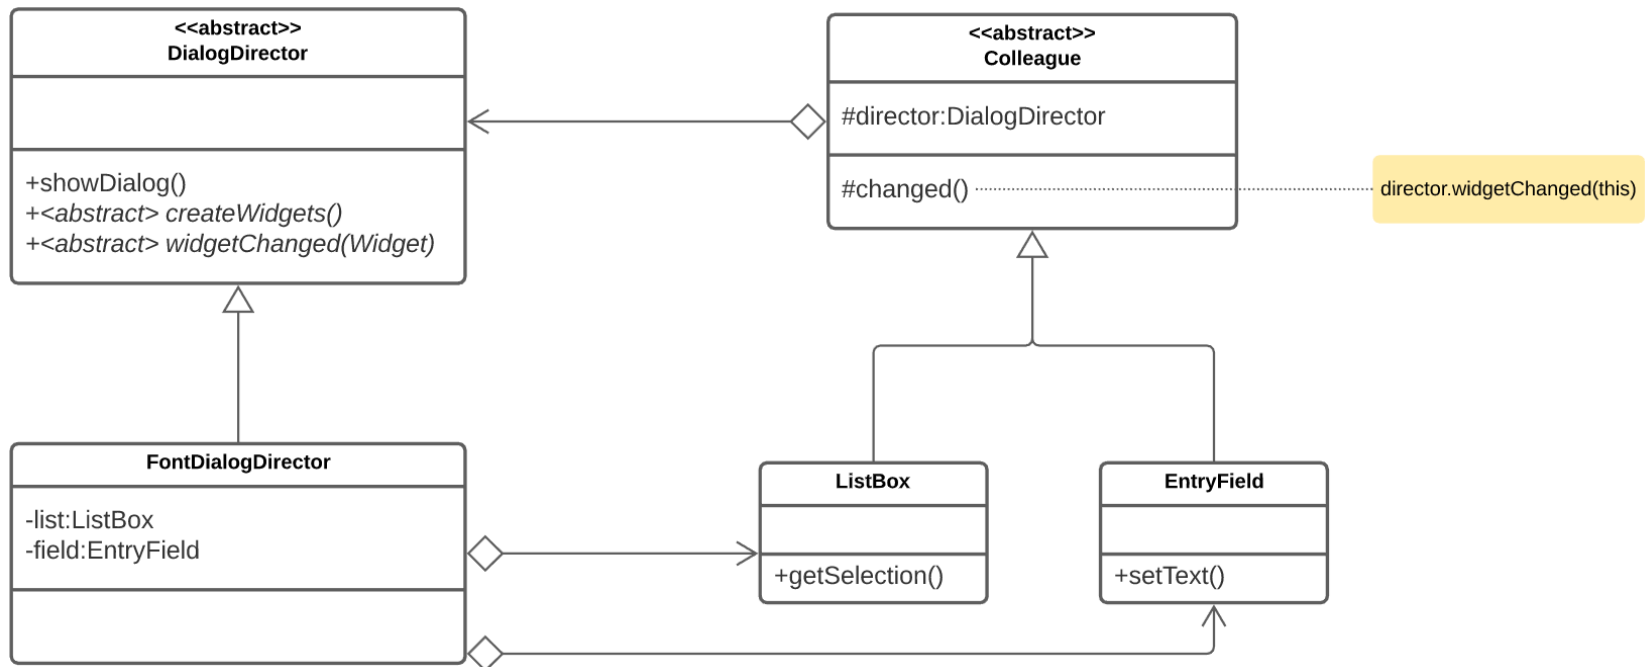 <<abstract>>
DialogDirector
+showDialog()
+<abstract> createWidgets()
+<abstract> widgetChanged(Widget)
<<abstract>>
Colleague
#director:DialogDirector
#changed()
director.widgetChanged(this)
FontDialogDirector
-list:ListBox
-field:EntryField
ListBox
+getSelection()
EntryField
+setText()